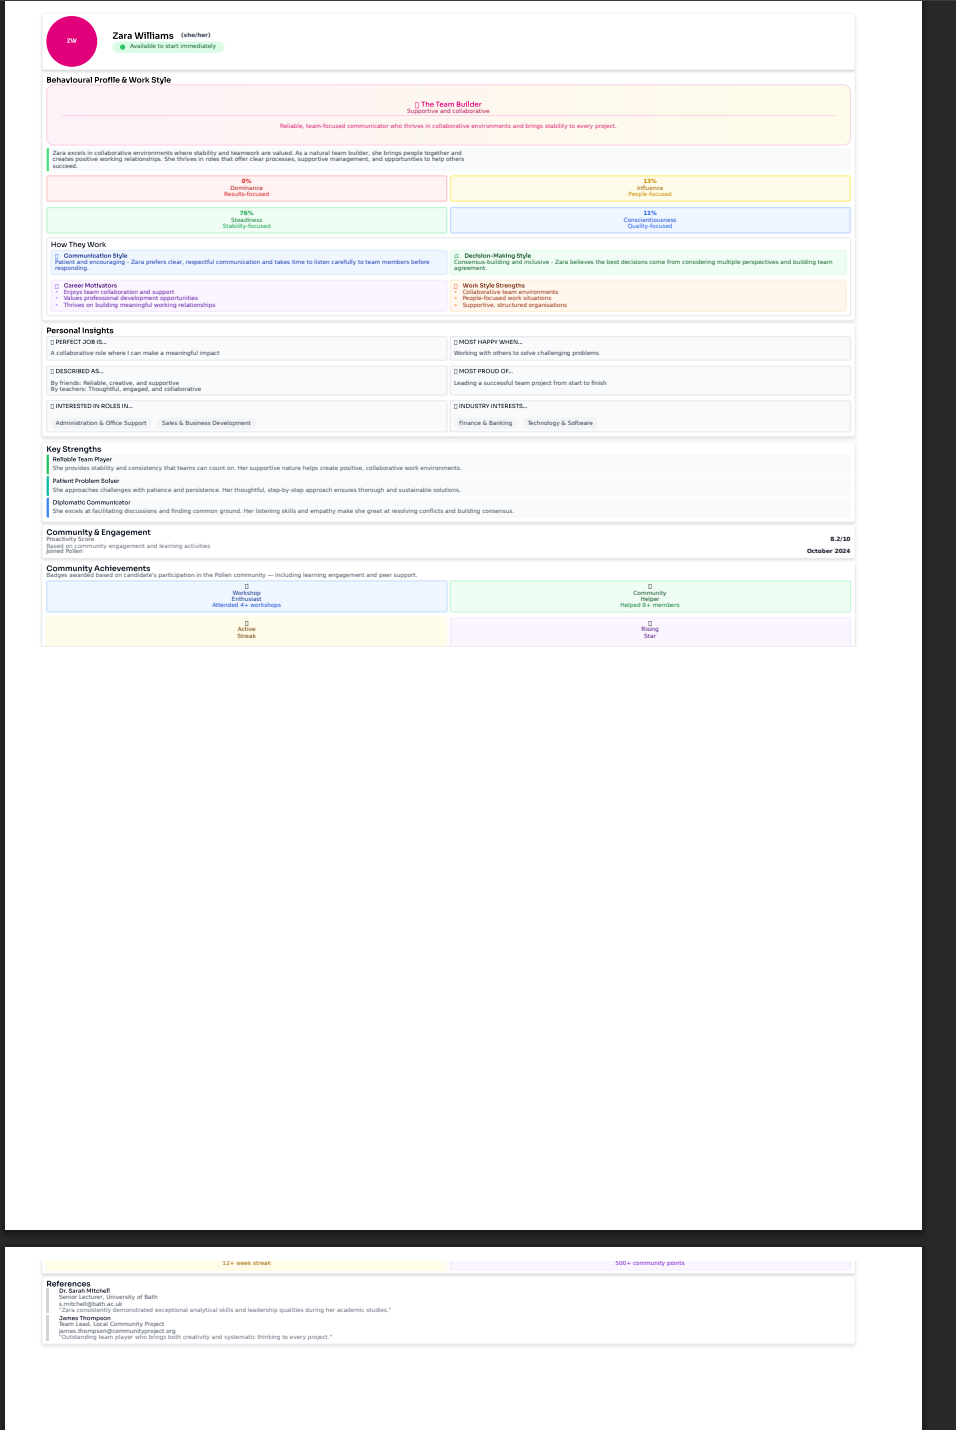 ZW
Zara Williams (she/her)
Available to start immediately
Behavioural Profile & Work Style
The Team Builder
Supportive and collaborative
Reliable, team-focused communicator who thrives in collaborative environments and brings stability to every project.
Zara excels in collaborative environments where stability and teamwork are valued. As a natural team builder, she brings people together and
creates positive working relationships. She thrives in roles that offer clear processes, supportive management, and opportunities to help others
succeed.
0%
Dominance
Results-focused
13%
Influence
People-focused
76%
Steadiness
Stability-focused
11%
Conscientiousness
Quality-focused
How They Work
Communication Style
Patient and encouraging - Zara prefers clear, respectful communication and takes time to listen carefully to team members before
responding.
Decision-Making Style
Consensus-building and inclusive - Zara believes the best decisions come from considering multiple perspectives and building team
agreement.
Career Motivators
• Enjoys team collaboration and support
• Values professional development opportunities
• Thrives on building meaningful working relationships
Work Style Strengths
• Collaborative team environments
• People-focused work situations
• Supportive, structured organisations
Personal Insights
PERFECT JOB IS...
A collaborative role where I can make a meaningful impact
MOST HAPPY WHEN...
Working with others to solve challenging problems
DESCRIBED AS...
By friends: Reliable, creative, and supportive
By teachers: Thoughtful, engaged, and collaborative
MOST PROUD OF...
Leading a successful team project from start to finish
INTERESTED IN ROLES IN...
Administration & Office Support Sales & Business Development
INDUSTRY INTERESTS...
Finance & Banking Technology & Software
Key Strengths
Reliable Team Player
She provides stability and consistency that teams can count on. Her supportive nature helps create positive, collaborative work environments.
Patient Problem Solver
She approaches challenges with patience and persistence. Her thoughtful, step-by-step approach ensures thorough and sustainable solutions.
Diplomatic Communicator
She excels at facilitating discussions and finding common ground. Her listening skills and empathy make she great at resolving conflicts and building consensus.
Community & Engagement
Proactivity Score 8.2/10
Based on community engagement and learning activities
Joined Pollen October 2024
Community Achievements
Badges awarded based on candidate's participation in the Pollen community — including learning engagement and peer support.
Workshop
Enthusiast
Attended 4+ workshops
Community
Helper
Helped 8+ members
Active
Streak
Rising
Star
12+ week streak
500+ community points
References
Dr. Sarah Mitchell
Senior Lecturer, University of Bath
s.mitchell@bath.ac.uk
"Zara consistently demonstrated exceptional analytical skills and leadership qualities during her academic studies."
James Thompson
Team Lead, Local Community Project
james.thompson@communityproject.org
"Outstanding team player who brings both creativity and systematic thinking to every project."